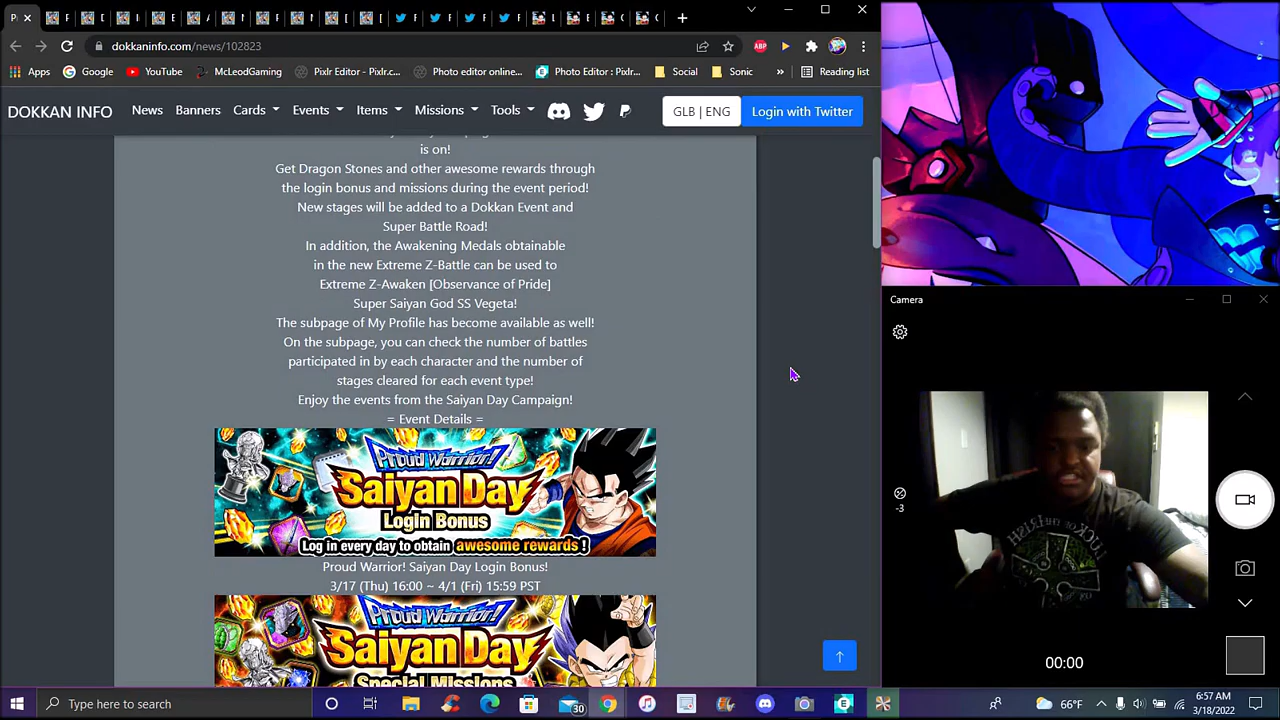 dokkaninfo.com/news/102823
ABP
Apps Google YouTube McLeodGaming Pixlr Editor - Pixlr.c... Photo editor online... Photo Editor : Pixlr... Social Sonic » Reading list
DOKKAN INFO News Banners Cards Events Items Missions Tools GLB | ENG Login with Twitter
is on!
Get Dragon Stones and other awesome rewards through
the login bonus and missions during the event period!
New stages will be added to a Dokkan Event and
Super Battle Road!
In addition, the Awakening Medals obtainable
in the new Extreme Z-Battle can be used to
Extreme Z-Awaken [Observance of Pride]
Super Saiyan God SS Vegeta!
The subpage of My Profile has become available as well!
On the subpage, you can check the number of battles
participated in by each character and the number of
stages cleared for each event type!
Enjoy the events from the Saiyan Day Campaign!
= Event Details =
Proud Warrior!
Saiyan Day
Login Bonus
Log in every day to obtain awesome rewards!
Proud Warrior! Saiyan Day Login Bonus!
3/17 (Thu) 16:00 ~ 4/1 (Fri) 15:59 PST
Proud Warrior!
Saiyan Day
Special Missions
Camera
-3
00:00
Type here to search
30
66°F
6:57 AM
3/18/2022